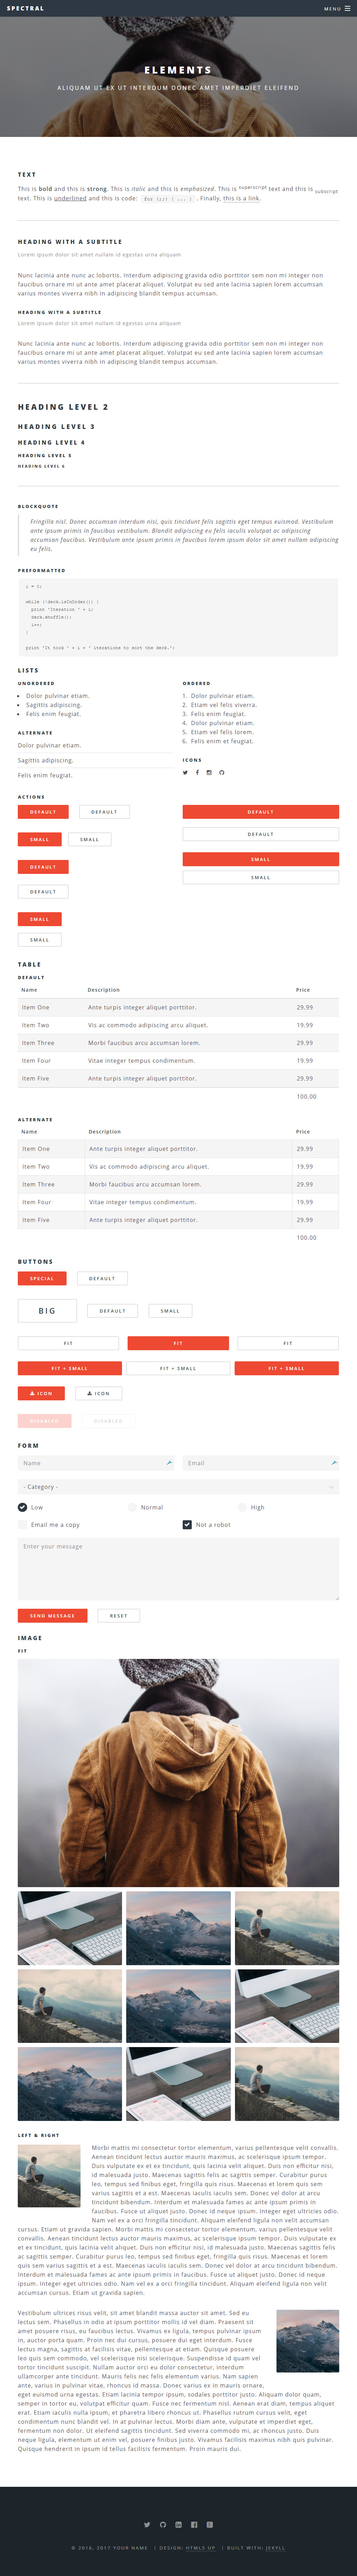 SPECTRAL
MENU
ELEMENTS
ALIQUAM UT EX UT INTERDUM DONEC AMET IMPERDIET ELEIFEND
TEXT
This is bold and this is strong. This is italic and this is emphasized. This is superscript text and this is subscript
text. This is underlined and this is code: for (;;) { ... } . Finally, this is a link.
HEADING WITH A SUBTITLE
Lorem ipsum dolor sit amet nullam id egestas urna aliquam
Nunc lacinia ante nunc ac lobortis. Interdum adipiscing gravida odio porttitor sem non mi integer non
faucibus ornare mi ut ante amet placerat aliquet. Volutpat eu sed ante lacinia sapien lorem accumsan
varius montes viverra nibh in adipiscing blandit tempus accumsan.
HEADING WITH A SUBTITLE
Lorem ipsum dolor sit amet nullam id egestas urna aliquam
Nunc lacinia ante nunc ac lobortis. Interdum adipiscing gravida odio porttitor sem non mi integer non
faucibus ornare mi ut ante amet placerat aliquet. Volutpat eu sed ante lacinia sapien lorem accumsan
varius montes viverra nibh in adipiscing blandit tempus accumsan.
HEADING LEVEL 2
HEADING LEVEL 3
HEADING LEVEL 4
HEADING LEVEL 5
HEADING LEVEL 6
BLOCKQUOTE
Fringilla nisl. Donec accumsan interdum nisi, quis tincidunt felis sagittis eget tempus euismod. Vestibulum
ante ipsum primis in faucibus vestibulum. Blandit adipiscing eu felis iaculis volutpat ac adipiscing
accumsan faucibus. Vestibulum ante ipsum primis in faucibus lorem ipsum dolor sit amet nullam adipiscing
eu felis.
PREFORMATTED
i = 0;
while (!deck.isInOrder()) {
print 'Iteration ' + i;
deck.shuffle();
i++;
}
print 'It took ' + i + ' iterations to sort the deck.';
LISTS
UNORDERED
Dolor pulvinar etiam.
Sagittis adipiscing.
Felis enim feugiat.
ALTERNATE
Dolor pulvinar etiam.
Sagittis adipiscing.
Felis enim feugiat.
ORDERED
1. Dolor pulvinar etiam.
2. Etiam vel felis viverra.
3. Felis enim feugiat.
4. Dolor pulvinar etiam.
5. Etiam vel felis lorem.
6. Felis enim et feugiat.
ICONS
ACTIONS
DEFAULT DEFAULT
SMALL SMALL
DEFAULT
DEFAULT
SMALL
SMALL
DEFAULT
DEFAULT
SMALL
SMALL
TABLE
DEFAULT
Name Description Price
Item One Ante turpis integer aliquet porttitor. 29.99
Item Two Vis ac commodo adipiscing arcu aliquet. 19.99
Item Three Morbi faucibus arcu accumsan lorem. 29.99
Item Four Vitae integer tempus condimentum. 19.99
Item Five Ante turpis integer aliquet porttitor. 29.99
100.00
ALTERNATE
Name Description Price
Item One Ante turpis integer aliquet porttitor. 29.99
Item Two Vis ac commodo adipiscing arcu aliquet. 19.99
Item Three Morbi faucibus arcu accumsan lorem. 29.99
Item Four Vitae integer tempus condimentum. 19.99
Item Five Ante turpis integer aliquet porttitor. 29.99
100.00
BUTTONS
SPECIAL DEFAULT
BIG DEFAULT SMALL
FIT FIT FIT
FIT + SMALL FIT + SMALL FIT + SMALL
ICON ICON
DISABLED DISABLED
FORM
Name Email
- Category -
Low Normal High
Email me a copy Not a robot
Enter your message
SEND MESSAGE RESET
IMAGE
FIT
LEFT & RIGHT
Morbi mattis mi consectetur tortor elementum, varius pellentesque velit convallis.
Aenean tincidunt lectus auctor mauris maximus, ac scelerisque ipsum tempor.
Duis vulputate ex et ex tincidunt, quis lacinia velit aliquet. Duis non efficitur nisi,
id malesuada justo. Maecenas sagittis felis ac sagittis semper. Curabitur purus
leo, tempus sed finibus eget, fringilla quis risus. Maecenas et lorem quis sem
varius sagittis et a est. Maecenas iaculis iaculis sem. Donec vel dolor at arcu
tincidunt bibendum. Interdum et malesuada fames ac ante ipsum primis in
faucibus. Fusce ut aliquet justo. Donec id neque ipsum. Integer eget ultricies odio.
Nam vel ex a orci fringilla tincidunt. Aliquam eleifend ligula non velit accumsan
cursus. Etiam ut gravida sapien. Morbi mattis mi consectetur tortor elementum, varius pellentesque velit
convallis. Aenean tincidunt lectus auctor mauris maximus, ac scelerisque ipsum tempor. Duis vulputate ex
et ex tincidunt, quis lacinia velit aliquet. Duis non efficitur nisi, id malesuada justo. Maecenas sagittis felis
ac sagittis semper. Curabitur purus leo, tempus sed finibus eget, fringilla quis risus. Maecenas et lorem
quis sem varius sagittis et a est. Maecenas iaculis iaculis sem. Donec vel dolor at arcu tincidunt bibendum.
Interdum et malesuada fames ac ante ipsum primis in faucibus. Fusce ut aliquet justo. Donec id neque
ipsum. Integer eget ultricies odio. Nam vel ex a orci fringilla tincidunt. Aliquam eleifend ligula non velit
accumsan cursus. Etiam ut gravida sapien.
Vestibulum ultrices risus velit, sit amet blandit massa auctor sit amet. Sed eu
lectus sem. Phasellus in odio at ipsum porttitor mollis id vel diam. Praesent sit
amet posuere risus, eu faucibus lectus. Vivamus ex ligula, tempus pulvinar ipsum
in, auctor porta quam. Proin nec dui cursus, posuere dui eget interdum. Fusce
lectus magna, sagittis at facilisis vitae, pellentesque at etiam. Quisque posuere
leo quis sem commodo, vel scelerisque nisi scelerisque. Suspendisse id quam vel
tortor tincidunt suscipit. Nullam auctor orci eu dolor consectetur, interdum
ullamcorper ante tincidunt. Mauris felis nec felis elementum varius. Nam sapien
ante, varius in pulvinar vitae, rhoncus id massa. Donec varius ex in mauris ornare,
eget euismod urna egestas. Etiam lacinia tempor ipsum, sodales porttitor justo. Aliquam dolor quam,
semper in tortor eu, volutpat efficitur quam. Fusce nec fermentum nisl. Aenean erat diam, tempus aliquet
erat. Etiam iaculis nulla ipsum, et pharetra libero rhoncus ut. Phasellus rutrum cursus velit, eget
condimentum nunc blandit vel. In at pulvinar lectus. Morbi diam ante, vulputate et imperdiet eget,
fermentum non dolor. Ut eleifend sagittis tincidunt. Sed viverra commodo mi, ac rhoncus justo. Duis
neque ligula, elementum ut enim vel, posuere finibus justo. Vivamus facilisis maximus nibh quis pulvinar.
Quisque hendrerit in ipsum id tellus facilisis fermentum. Proin mauris dui.
© 2016, 2017 YOUR NAME | DESIGN: HTML5 UP | BUILT WITH: JEKYLL